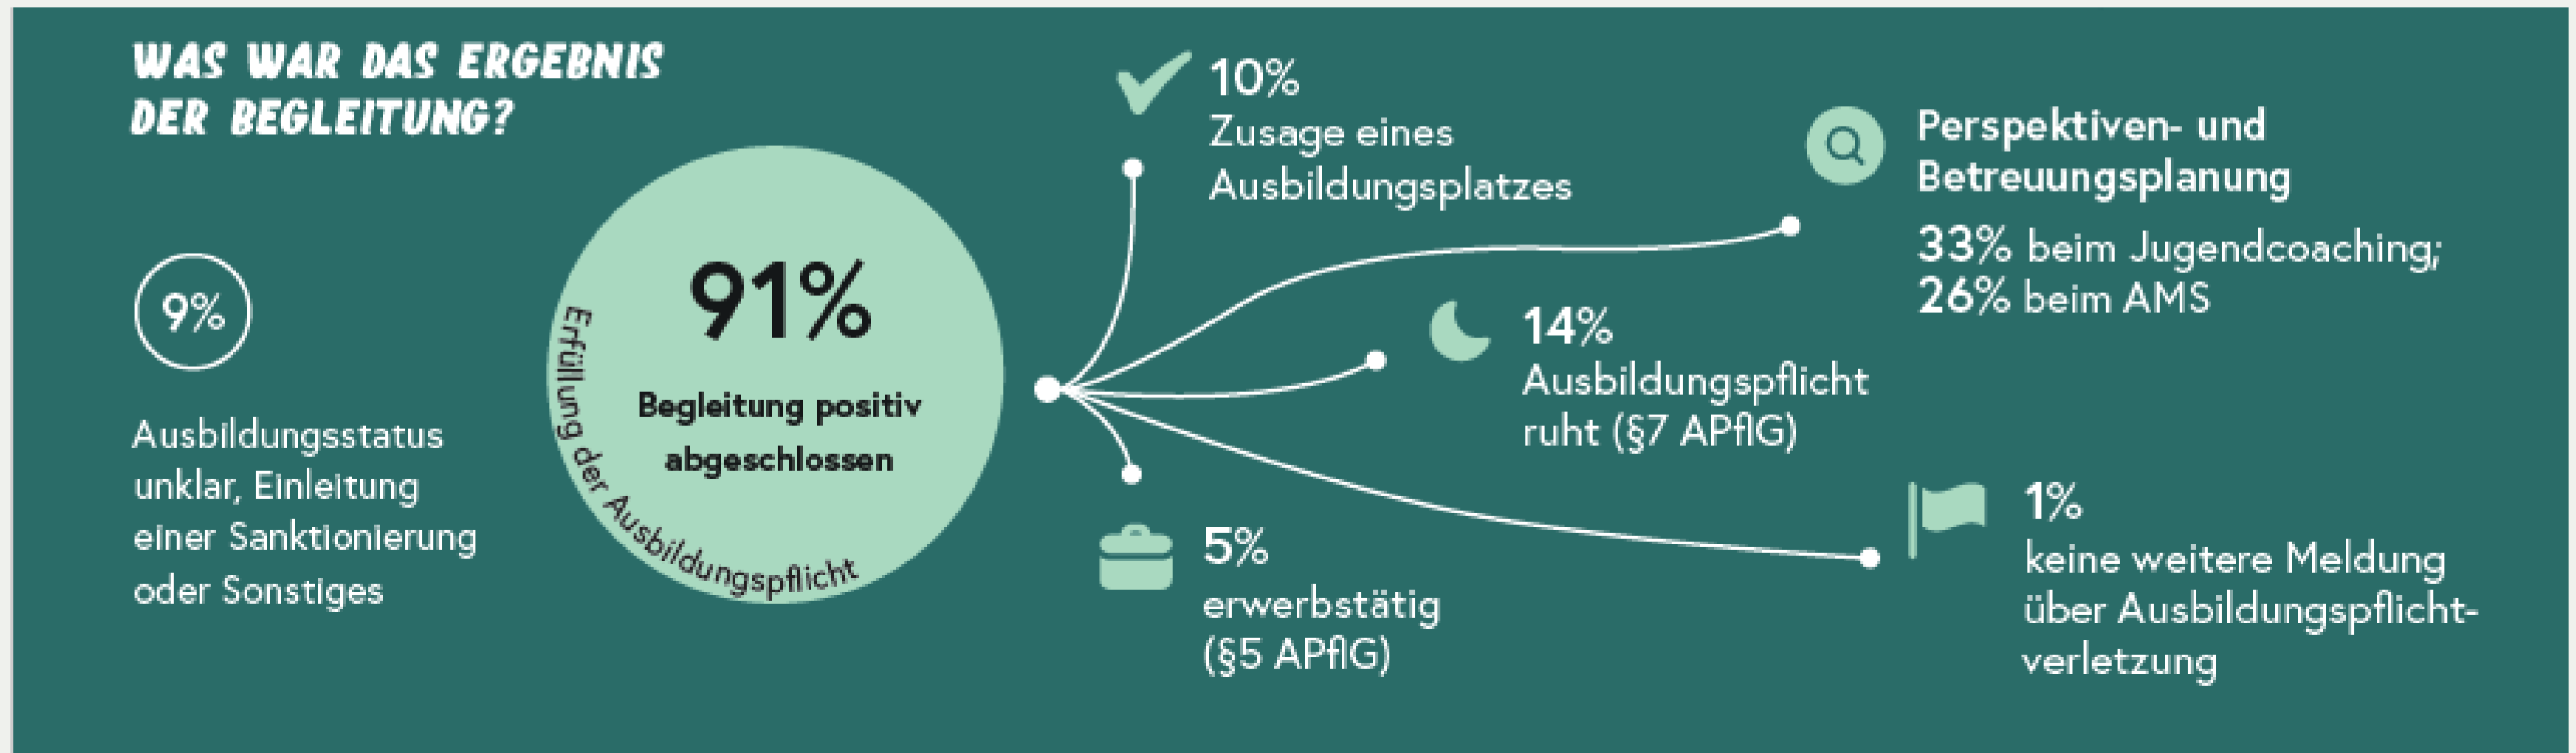 WAS WAR DAS ERGEBNIS
DER BEGLEITUNG?
9%
Ausbildungsstatus
unklar, Einleitung
einer Sanktionierung
oder Sonstiges
91%
Begleitung positiv
abgeschlossen
Erfüllung der Ausbildungspflicht
10%
Zusage eines
Ausbildungsplatzes
Perspektiven- und
Betreuungsplanung
33% beim Jugendcoaching;
26% beim AMS
14%
Ausbildungspflicht
ruht (§7 APflG)
5%
erwerbstätig
(§5 APflG)
1%
keine weitere Meldung
über Ausbildungspflicht-
verletzung